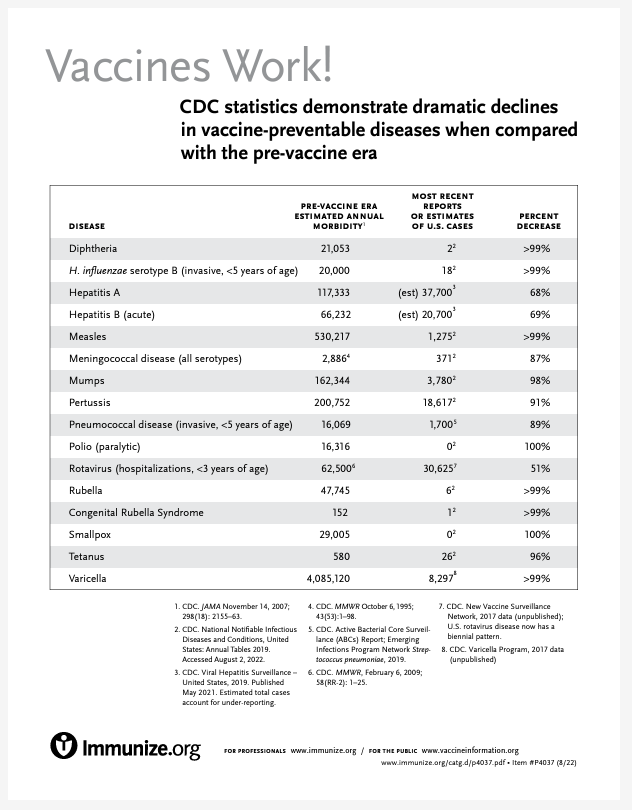 Vaccines Work!
CDC statistics demonstrate dramatic declines
in vaccine-preventable diseases when compared
with the pre-vaccine era
DISEASE PRE-VACCINE ERA ESTIMATED ANNUAL MORBIDITY¹ MOST RECENT REPORTS OR ESTIMATES OF U.S. CASES PERCENT DECREASE
Diphtheria 21,053 2² >99%
H. influenzae serotype B (invasive, <5 years of age) 20,000 18² >99%
Hepatitis A 117,333 (est) 37,700³ 68%
Hepatitis B (acute) 66,232 (est) 20,700³ 69%
Measles 530,217 1,275² >99%
Meningococcal disease (all serotypes) 2,886⁴ 371² 87%
Mumps 162,344 3,780² 98%
Pertussis 200,752 18,617² 91%
Pneumococcal disease (invasive, <5 years of age) 16,069 1,700⁵ 89%
Polio (paralytic) 16,316 0² 100%
Rotavirus (hospitalizations, <3 years of age) 62,500⁶ 30,625⁷ 51%
Rubella 47,745 6² >99%
Congenital Rubella Syndrome 152 1² >99%
Smallpox 29,005 0² 100%
Tetanus 580 26² 96%
Varicella 4,085,120 8,297⁸ >99%
1. CDC. JAMA November 14, 2007;
298(18): 2155–63.
2. CDC. National Notifiable Infectious
Diseases and Conditions, United
States: Annual Tables 2019.
Accessed August 2, 2022.
3. CDC. Viral Hepatitis Surveillance –
United States, 2019. Published
May 2021. Estimated total cases
account for under-reporting.
4. CDC. MMWR October 6, 1995;
43(53):1–98.
5. CDC. Active Bacterial Core Surveil-
lance (ABCs) Report; Emerging
Infections Program Network Strep-
tococcus pneumoniae, 2019.
6. CDC. MMWR, February 6, 2009;
58(RR-2): 1–25.
7. CDC. New Vaccine Surveillance
Network, 2017 data (unpublished);
U.S. rotavirus disease now has a
biennial pattern.
8. CDC. Varicella Program, 2017 data
(unpublished)
Immunize.org
FOR PROFESSIONALS www.immunize.org / FOR THE PUBLIC www.vaccineinformation.org
www.immunize.org/catg.d/p4037.pdf • Item #P4037 (8/22)